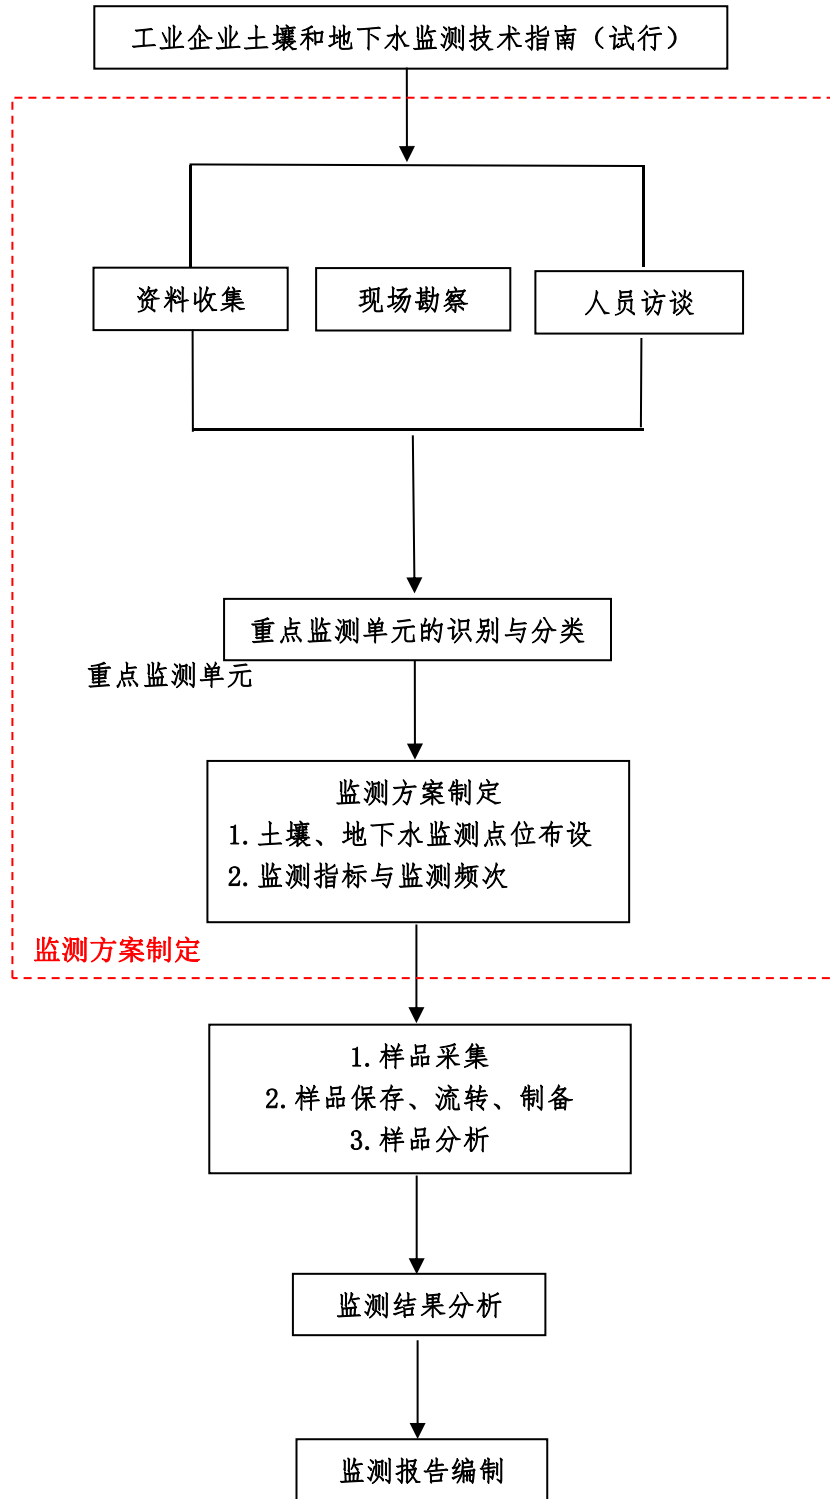 工业企业土壤和地下水监测技术指南（试行）
资料收集
现场勘察
人员访谈
重点监测单元的识别与分类
重点监测单元
监测方案制定
1.土壤、地下水监测点位布设
2.监测指标与监测频次
监测方案制定
1.样品采集
2.样品保存、流转、制备
3.样品分析
监测结果分析
监测报告编制